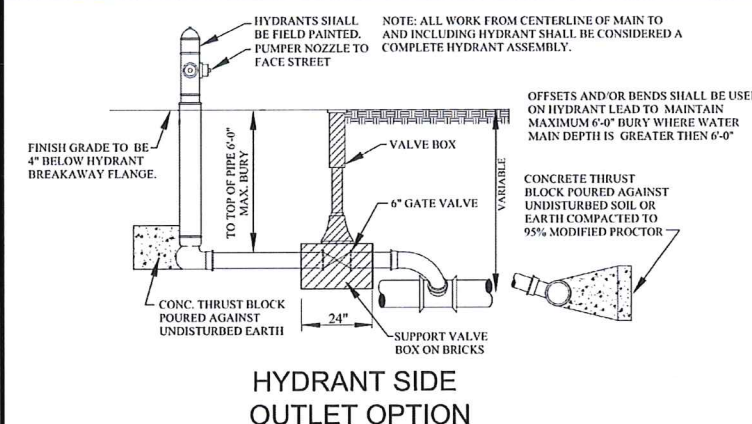 HYDRANTS SHALL
BE FIELD PAINTED.
PUMPER NOZZLE TO
FACE STREET
NOTE: ALL WORK FROM CENTERLINE OF MAIN TO
AND INCLUDING HYDRANT SHALL BE CONSIDERED A
COMPLETE HYDRANT ASSEMBLY.
OFFSETS AND/OR BENDS SHALL BE USE
ON HYDRANT LEAD TO MAINTAIN
MAXIMUM 6'-0" BURY WHERE WATER
MAIN DEPTH IS GREATER THEN 6'-0"
FINISH GRADE TO BE
4" BELOW HYDRANT
BREAKAWAY FLANGE.
TO TOP OF PIPE 6'-0"
MAX. BURY
VALVE BOX
6" GATE VALVE
VARIABLE
CONCRETE THRUST
BLOCK POURED AGAINST
UNDISTURBED SOIL OR
EARTH COMPACTED TO
95% MODIFIED PROCTOR
CONC. THRUST BLOCK
POURED AGAINST
UNDISTURBED EARTH
24"
SUPPORT VALVE
BOX ON BRICKS
HYDRANT SIDE
OUTLET OPTION